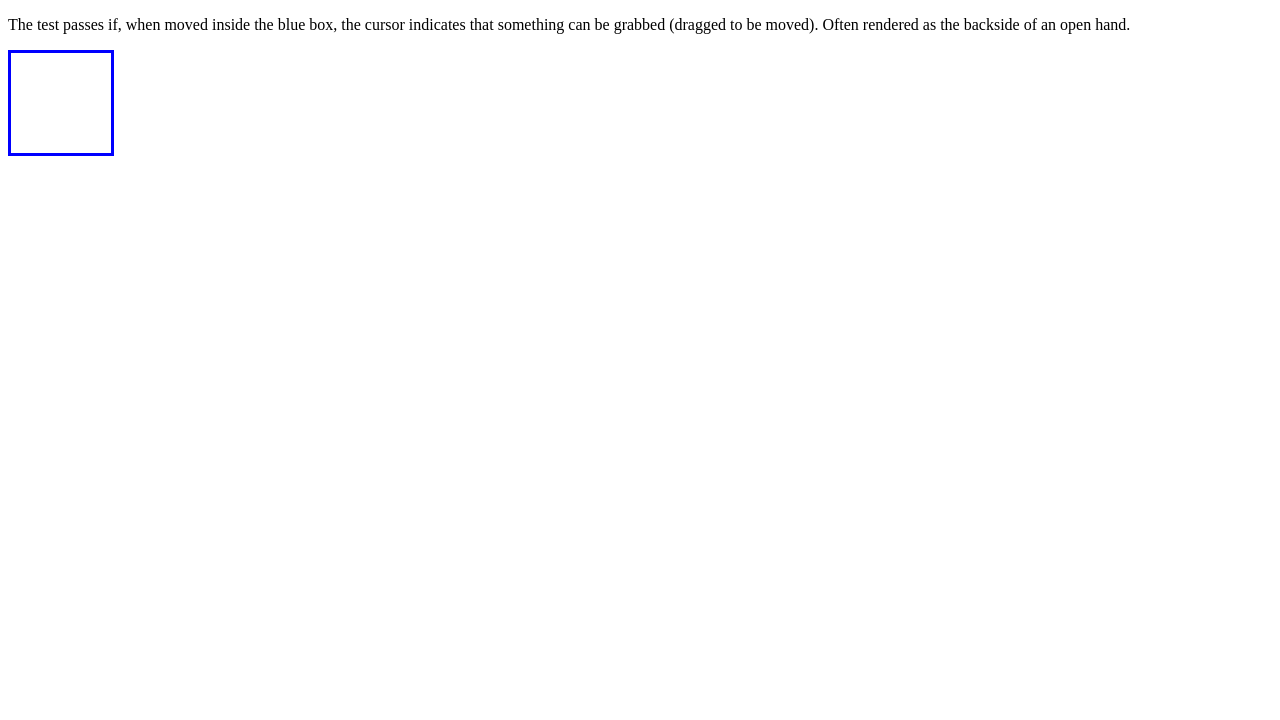 The test passes if, when moved inside the blue box, the cursor indicates that something can be grabbed (dragged to be moved). Often rendered as the backside of an open hand.